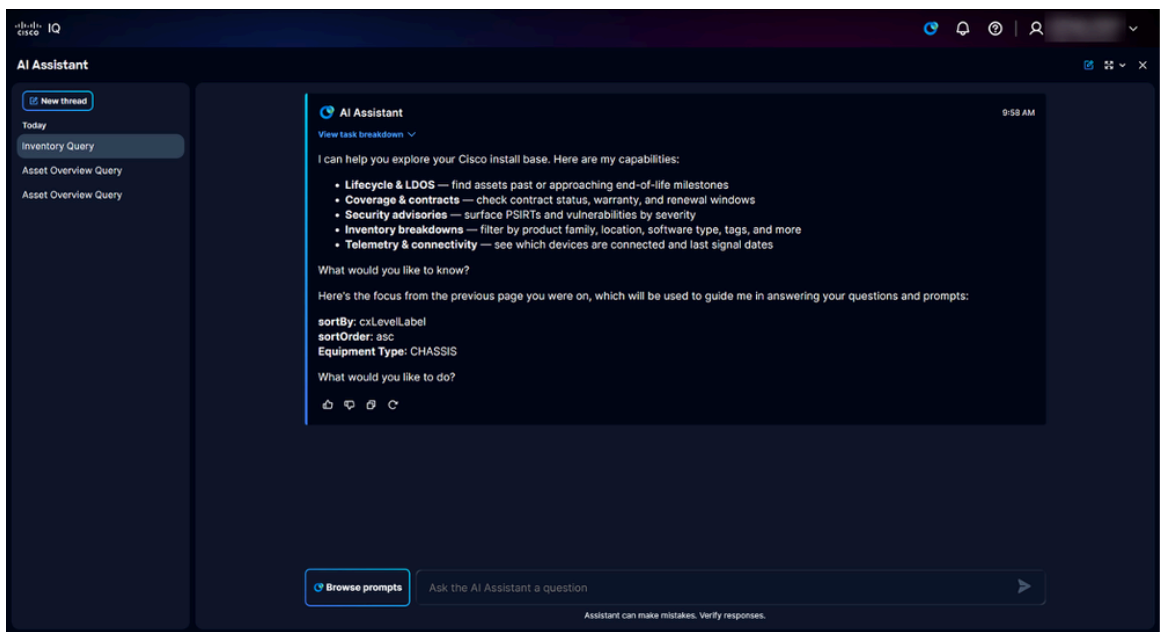 cisco IQ
AI Assistant
New thread
Today
Inventory Query
Asset Overview Query
Asset Overview Query
AI Assistant
9:58 AM
View task breakdown
I can help you explore your Cisco install base. Here are my capabilities:
• Lifecycle & LDOS — find assets past or approaching end-of-life milestones
• Coverage & contracts — check contract status, warranty, and renewal windows
• Security advisories — surface PSIRTs and vulnerabilities by severity
• Inventory breakdowns — filter by product family, location, software type, tags, and more
• Telemetry & connectivity — see which devices are connected and last signal dates
What would you like to know?
Here's the focus from the previous page you were on, which will be used to guide me in answering your questions and prompts:
sortBy: cxLevelLabel
sortOrder: asc
Equipment Type: CHASSIS
What would you like to do?
Browse prompts
Ask the AI Assistant a question
Assistant can make mistakes. Verify responses.